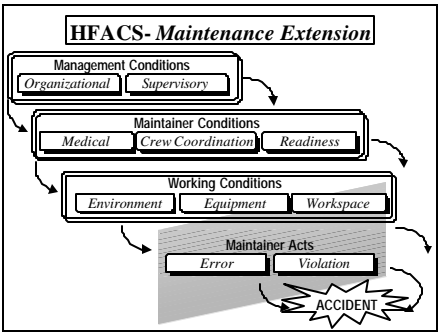 HFACS- Maintenance Extension
Management Conditions
Organizational Supervisory
Maintainer Conditions
Medical Crew Coordination Readiness
Working Conditions
Environment Equipment Workspace
Maintainer Acts
Error Violation
ACCIDENT